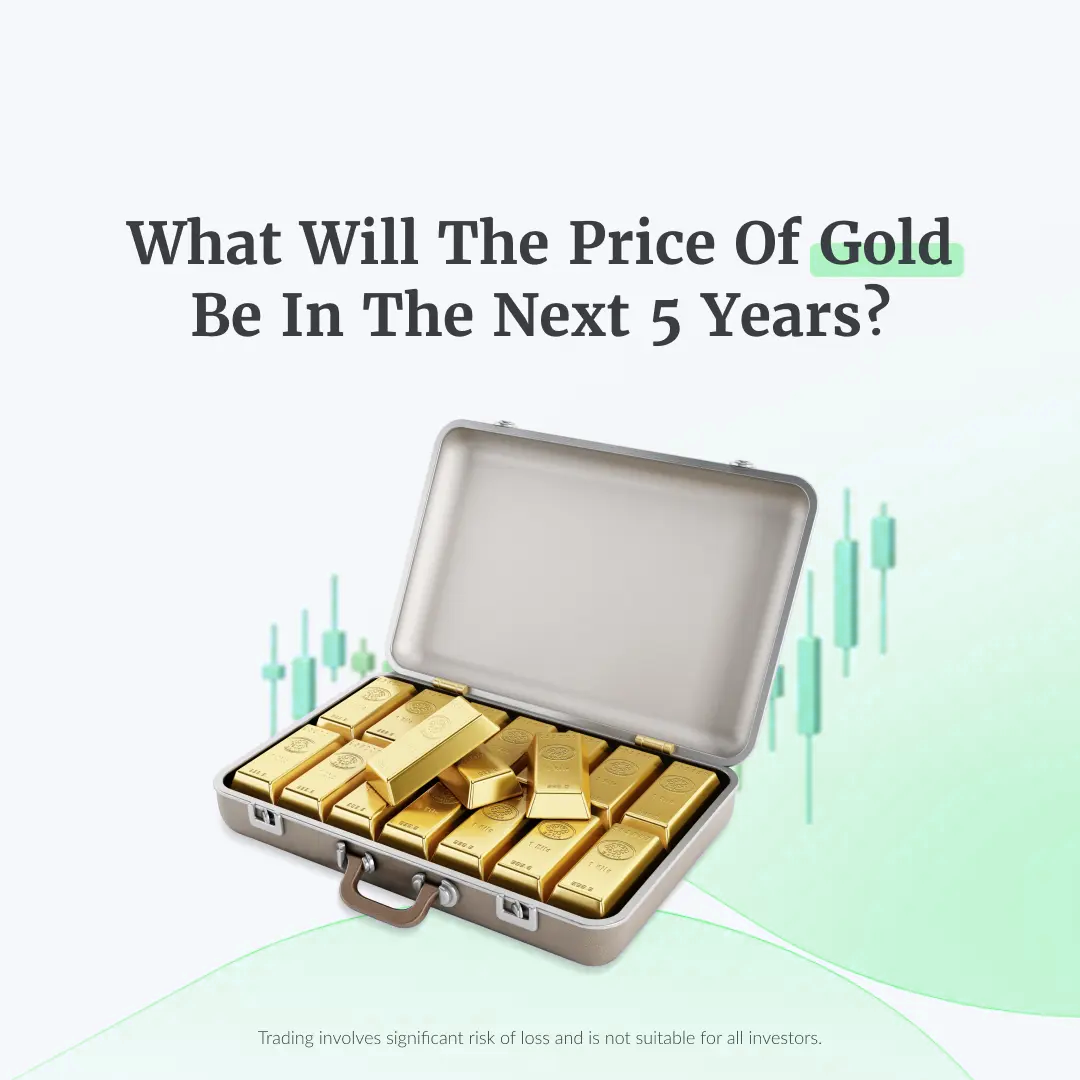 What Will The Price Of Gold
Be In The Next 5 Years?
Trading involves significant risk of loss and is not suitable for all investors.